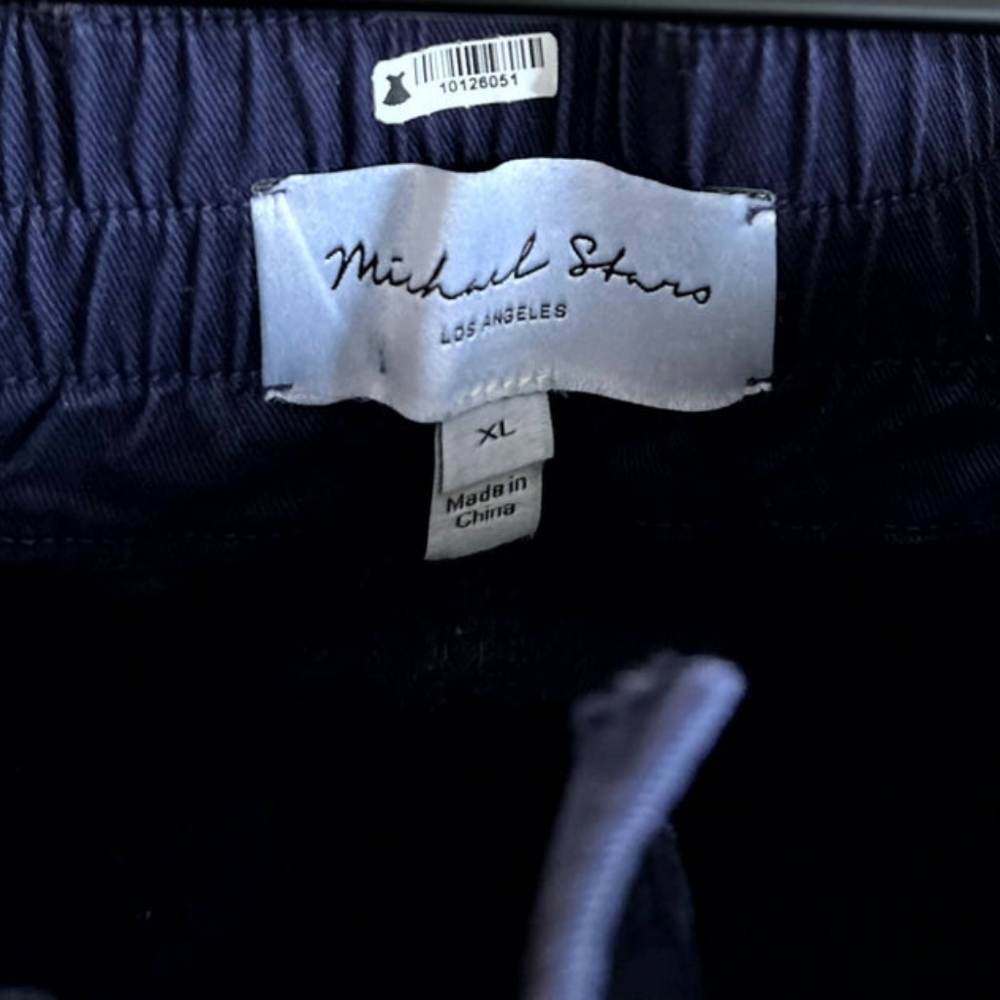 10126051
Michael Stars
LOS ANGELES
XL
Made in
China